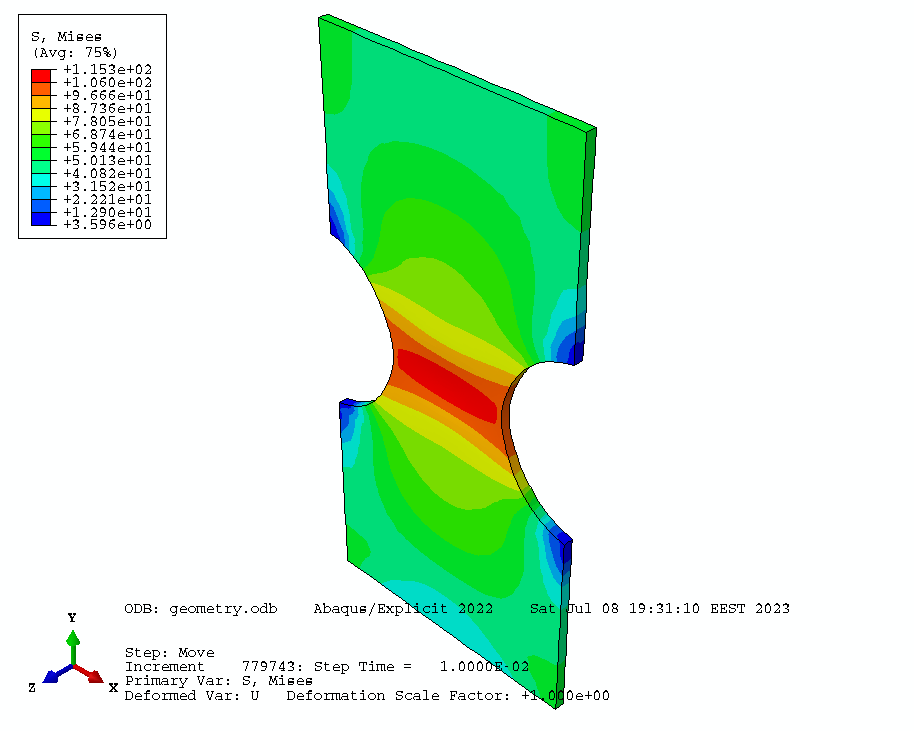 S, Mises
(Avg: 75%)
+1.153e+02
+1.060e+02
+9.666e+01
+8.736e+01
+7.805e+01
+6.874e+01
+5.944e+01
+5.013e+01
+4.082e+01
+3.152e+01
+2.221e+01
+1.290e+01
+3.596e+00
ODB: geometry.odb    Abaqus/Explicit 2022    Sat Jul 08 19:31:10 EEST 2023
Y
Z
X
Step: Move
Increment    779743: Step Time =    1.0000E-02
Primary Var: S, Mises
Deformed Var: U   Deformation Scale Factor: +1.000e+00